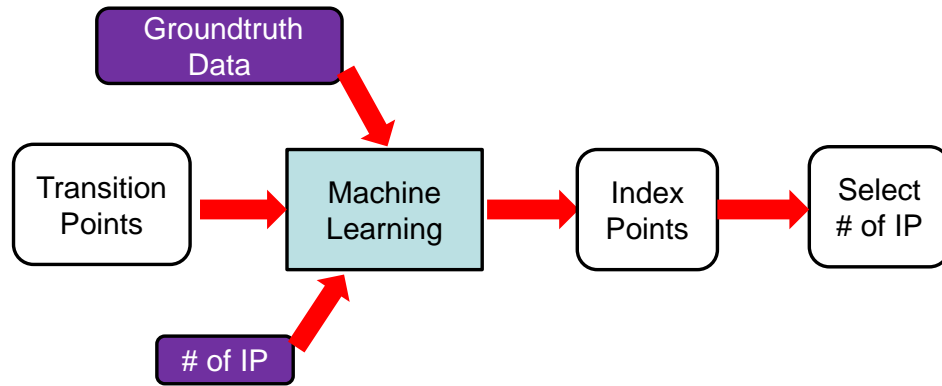 Groundtruth
Data
Transition
Points
Machine
Learning
Index
Points
Select
# of IP
# of IP